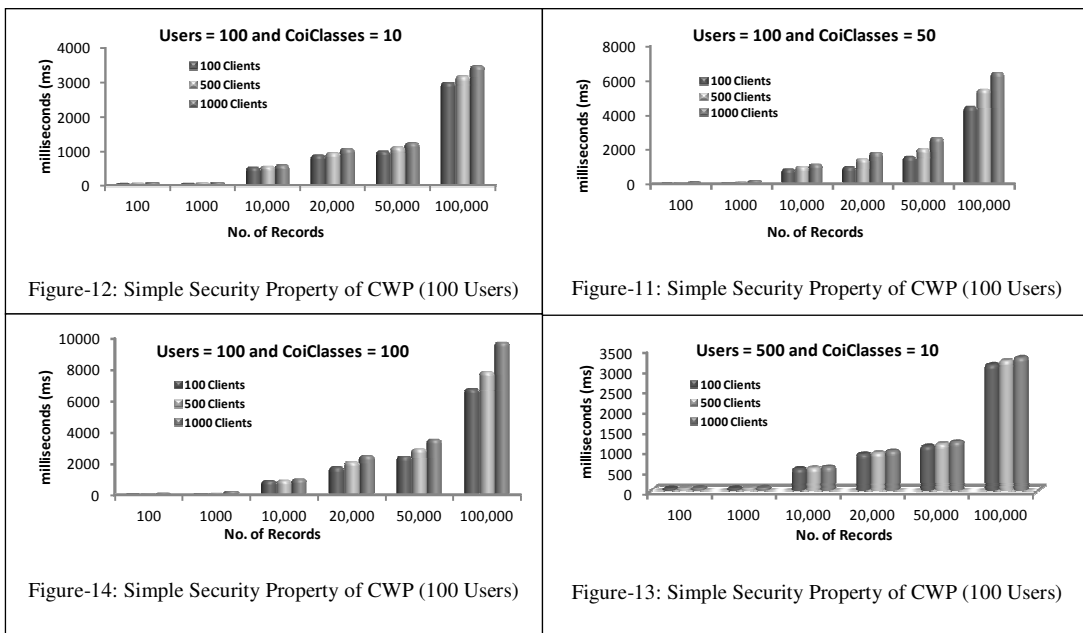 Users = 100 and CoiClasses = 10
milliseconds (ms)
4000
3000
2000
1000
0
100 Clients
500 Clients
1000 Clients
100 1000 10,000 20,000 50,000 100,000
No. of Records
Figure-12: Simple Security Property of CWP (100 Users)
Users = 100 and CoiClasses = 50
milliseconds (ms)
8000
6000
4000
2000
0
100 Clients
500 Clients
1000 Clients
100 1000 10,000 20,000 50,000 100,000
No. of Records
Figure-11: Simple Security Property of CWP (100 Users)
Users = 100 and CoiClasses = 100
milliseconds (ms)
10000
8000
6000
4000
2000
0
100 Clients
500 Clients
1000 Clients
100 1000 10,000 20,000 50,000 100,000
No. of Records
Figure-14: Simple Security Property of CWP (100 Users)
Users = 500 and CoiClasses = 10
milliseconds (ms)
3500
3000
2500
2000
1500
1000
500
0
100 Clients
500 Clients
1000 Clients
100 1000 10,000 20,000 50,000 100,000
No. of Records
Figure-13: Simple Security Property of CWP (100 Users)